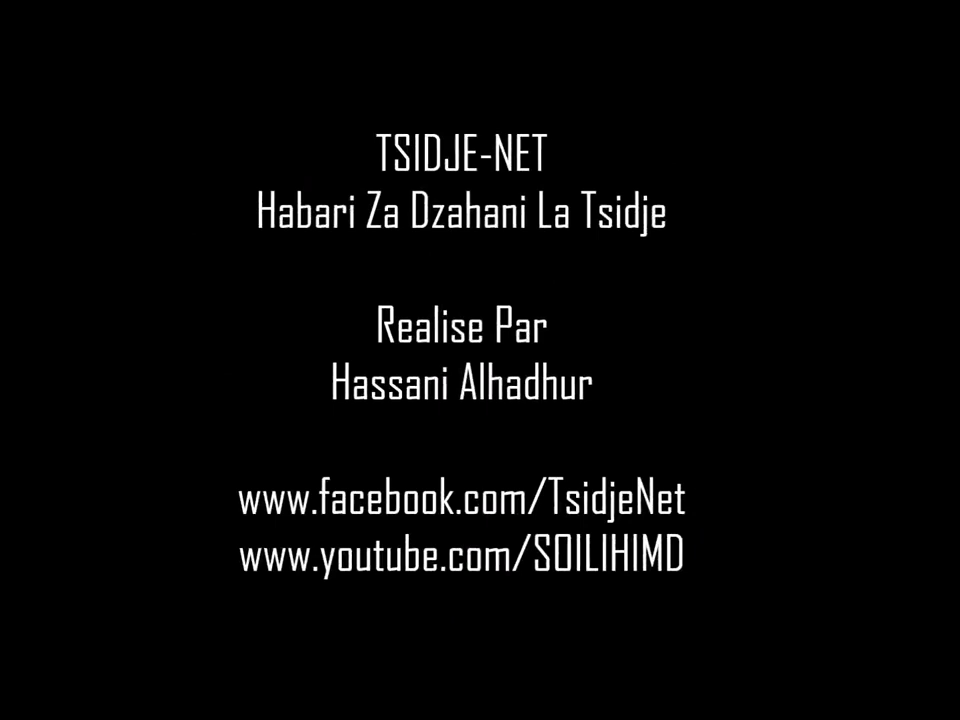 TSIDJE-NET
Habari Za Dzahani La Tsidje
Realise Par
Hassani Alhadhur
www.facebook.com/TsidjeNet
www.youtube.com/SOILIHIMD